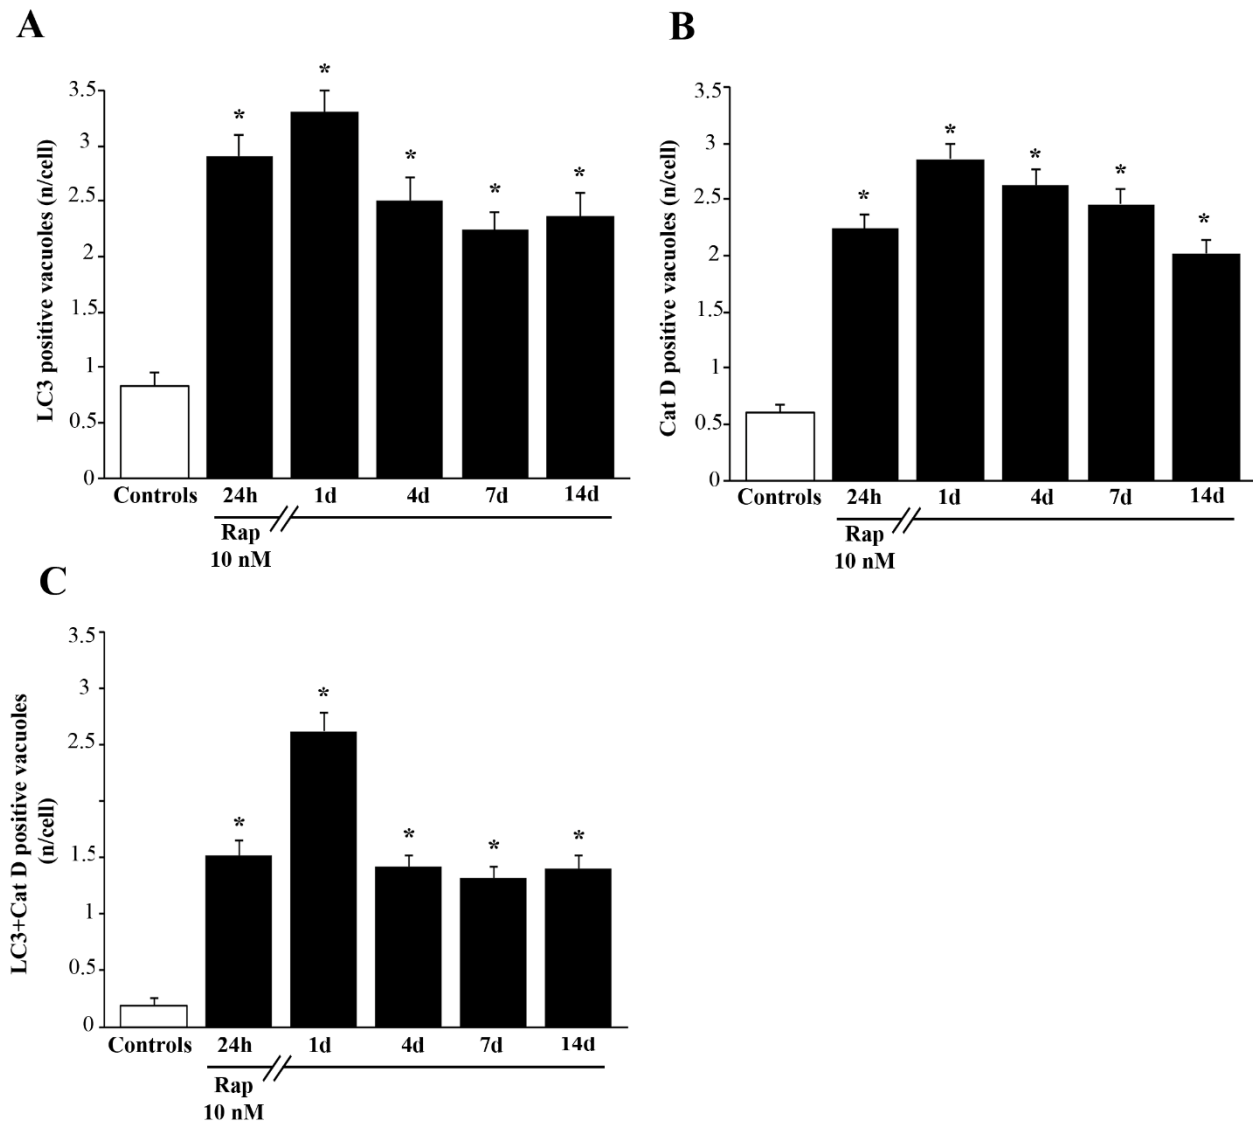 A
LC3 positive vacuoles (n/cell)
3.5
3
2.5
2
1.5
1
0.5
0
* * * * *
Controls 24h 1d 4d 7d 14d
Rap
10 nM
B
Cat D positive vacuoles (n/cell)
3.5
3
2.5
2
1.5
1
0.5
0
* * * * *
Controls 24h 1d 4d 7d 14d
Rap
10 nM
C
LC3+Cat D positive vacuoles
(n/cell)
3.5
3
2.5
1.5
1
0.5
0
* * * * *
Controls 24h 1d 4d 7d 14d
Rap
10 nM